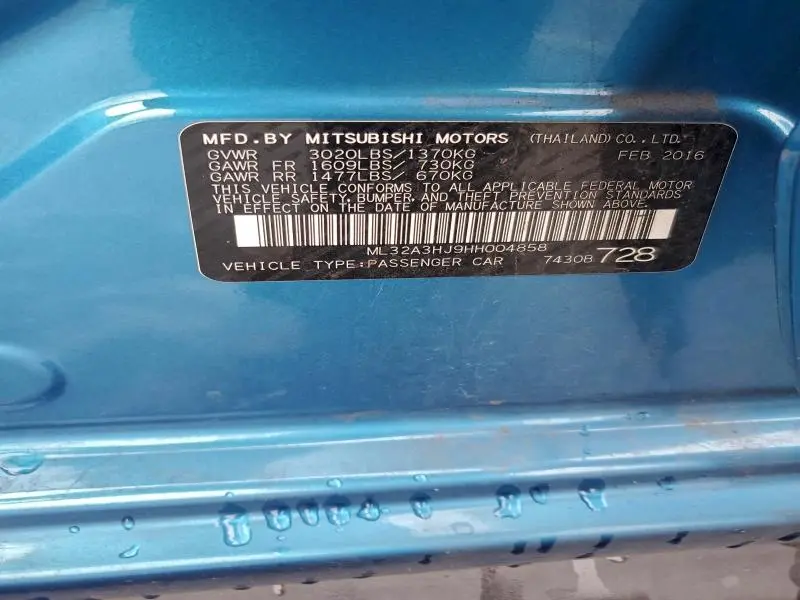 MFD.BY MITSUBISHI MOTORS (THAILAND)CO.,LTD.
GVWR 3020LBS/1370KG FEB 2016
GAWR FR 1609LBS/ 730KG
GAWR RR 1477LBS/ 670KG
THIS VEHICLE CONFORMS TO ALL APPLICABLE FEDERAL MOTOR
VEHICLE SAFETY,BUMPER,AND THEFT PREVENTION STANDARDS
IN EFFECT ON THE DATE OF MANUFACTURE SHOWN ABOVE.
ML32A3HJ9HH004858
VEHICLE TYPE:PASSENGER CAR 74308 728